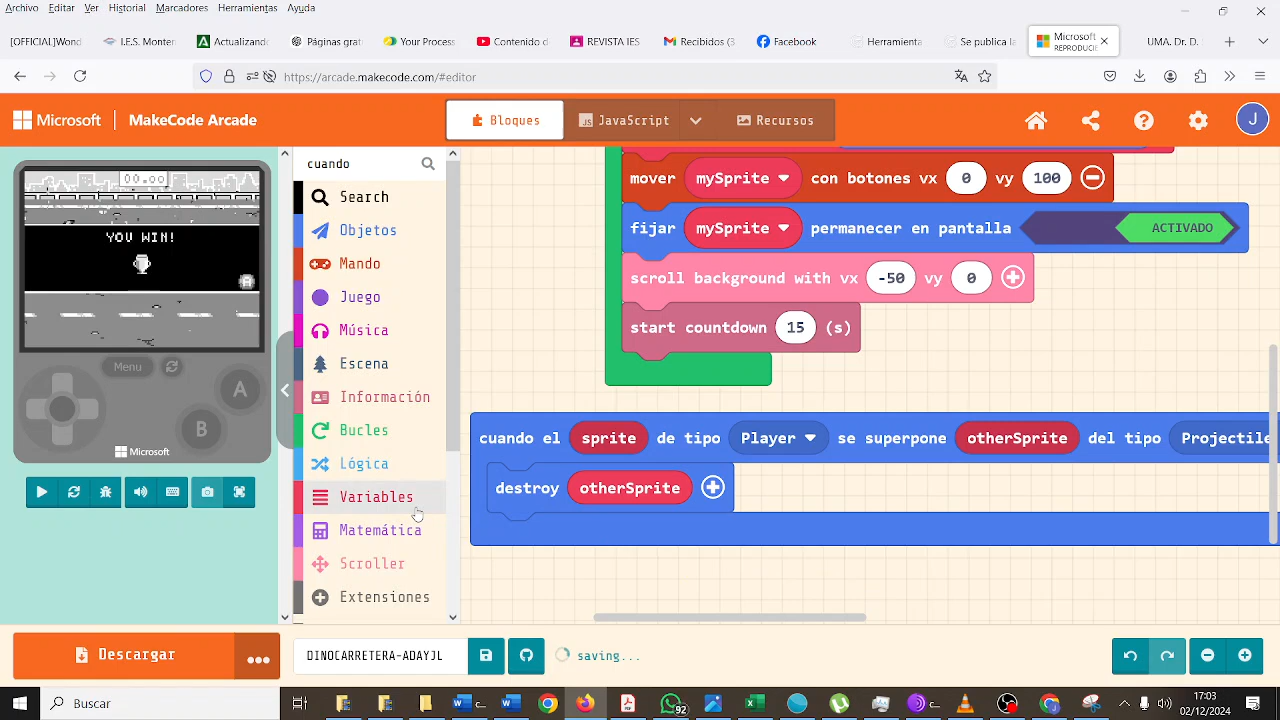 Archivo Editar Ver Historial Marcadores Herramientas Ayuda
[OFFICIAL]Wand
I.E.S. Monter
Actualizando
Página
Your Process
Contenido d
REVISTA IES
Recibidos (3
Facebook
Herramienta
Se publica la
Microsoft
REPRODUCIE
UMA. D
https://arcade.makecode.com/#editor
Microsoft | MakeCode Arcade
Bloques
JavaScript
Recursos
J
YOU WIN!
Menu
A
B
Microsoft
cuando
Search
Objetos
Mando
Juego
Música
Escena
Información
Bucles
Lógica
Variables
Matemática
Scroller
Extensiones
mover mySprite con botones vx 0 vy 100
fijar mySprite permanecer en pantalla ACTIVADO
scroll background with vx -50 vy 0
start countdown 15 (s)
cuando el sprite de tipo Player se superpone otherSprite del tipo Projectile
destroy otherSprite
Descargar
...
DINOCARRETERA-ADAYJL
saving...
Buscar
92
17:03
02/12/2024